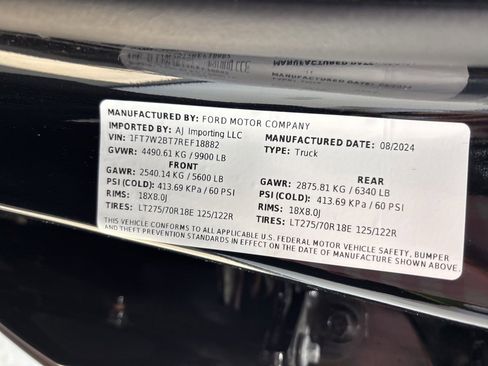 MANUFACTURED BY: FORD MOTOR COMPANY
IMPORTED BY: AJ Importing LLC
VIN: 1FT7W2BT7REF18882
GVWR: 4490.61 KG / 9900 LB
MANUFACTURED DATE: 08/2024
TYPE: Truck
FRONT
GAWR: 2540.14 KG / 5600 LB
PSI (COLD): 413.69 KPa / 60 PSI
RIMS: 18X8.0J
TIRES: LT275/70R18E 125/122R
REAR
GAWR: 2875.81 KG / 6340 LB
PSI (COLD): 413.69 KPa / 60 PSI
RIMS: 18X8.0J
TIRES: LT275/70R18E 125/122R
THIS VEHICLE CONFORMS TO ALL APPLICABLE U.S. FEDERAL MOTOR VEHICLE SAFETY, BUMPER
AND THEFT PREVENTION STANDARDS IN EFFECT ON THE DATE OF MANUFACTURE SHOWN ABOVE.